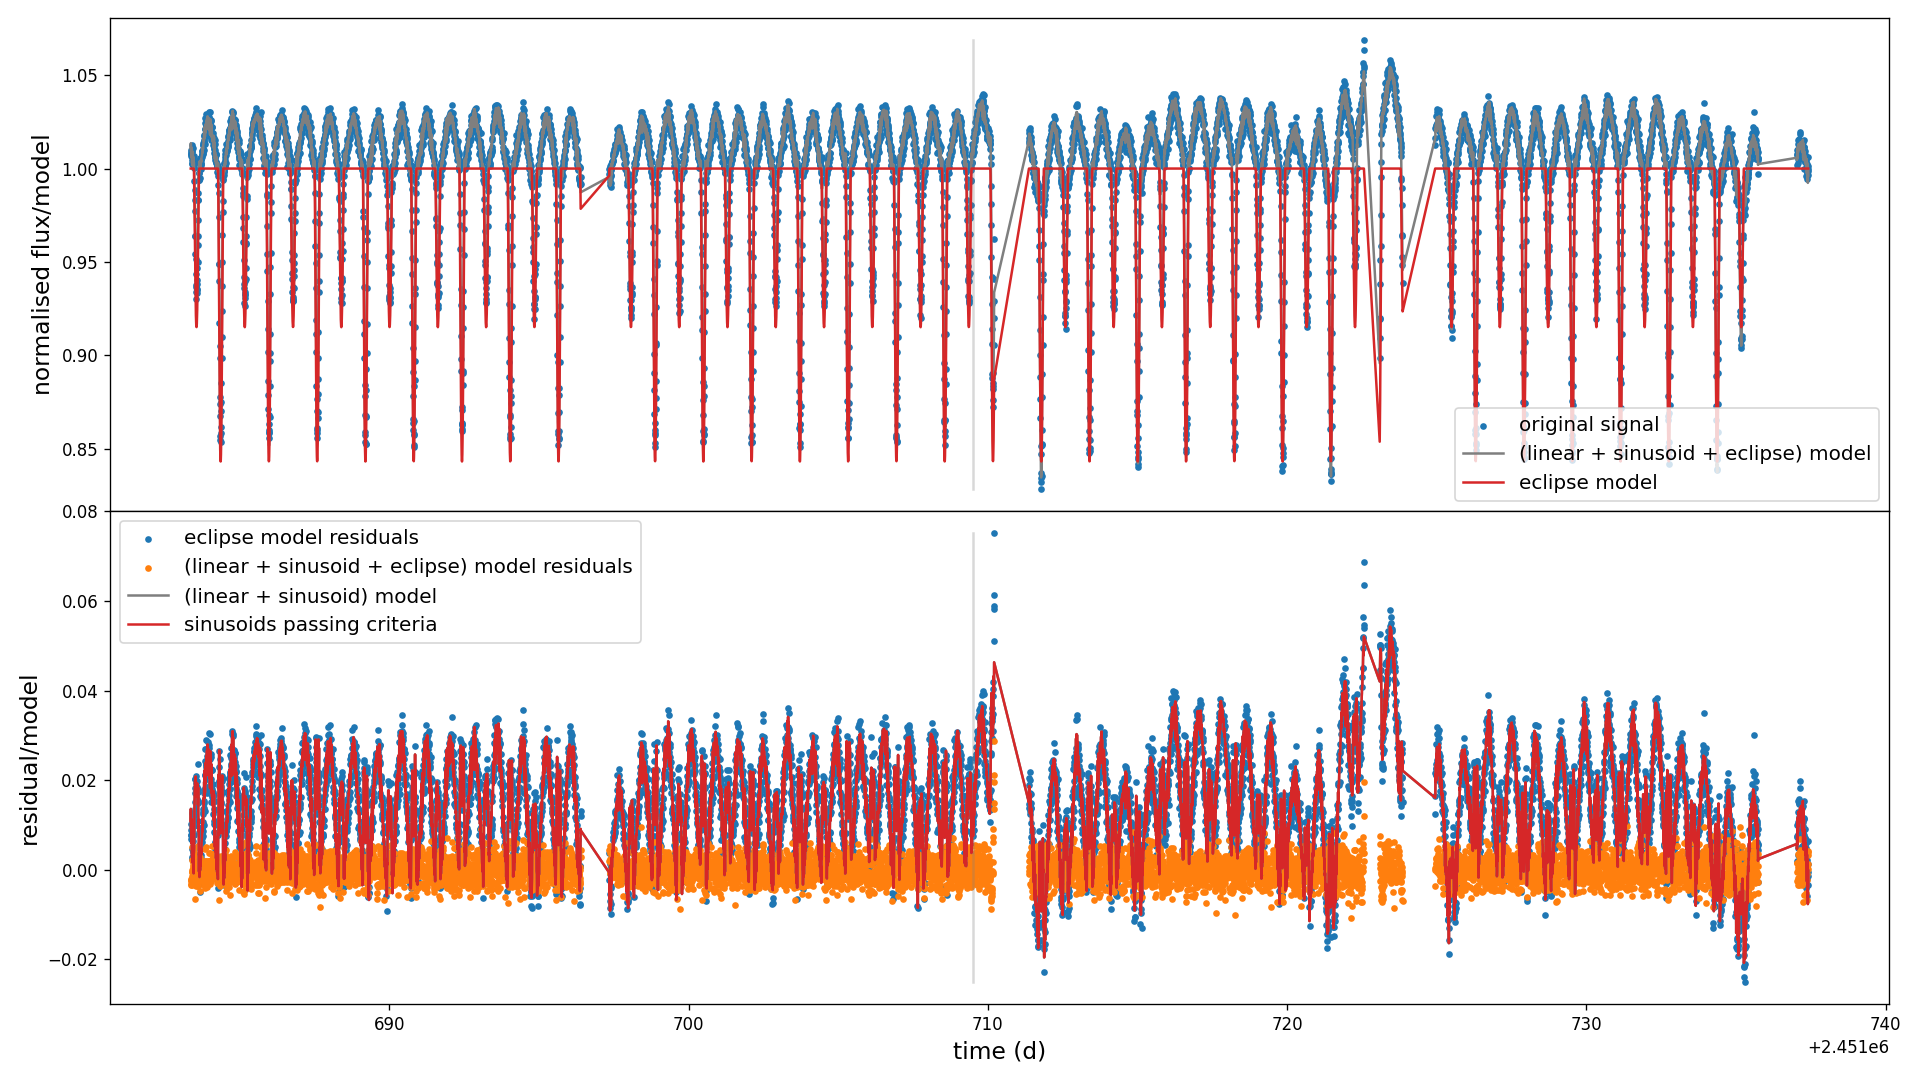 1.05
1.00
0.95
0.90
0.85
normalised flux/model
original signal
(linear + sinusoid + eclipse) model
eclipse model
0.08
0.06
0.04
0.02
0.00
−0.02
residual/model
eclipse model residuals
(linear + sinusoid + eclipse) model residuals
(linear + sinusoid) model
sinusoids passing criteria
690 700 710 720 730 740
time (d)
+2.451e6